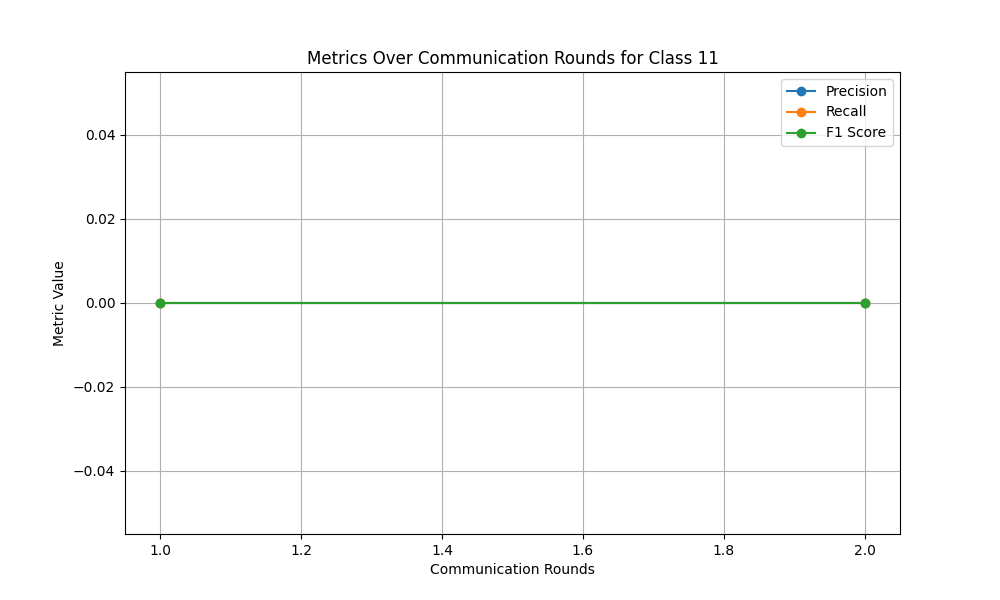 Metrics Over Communication Rounds for Class 11
Precision
Recall
F1 Score
0.04
0.02
0.00
−0.02
−0.04
Metric Value
1.0 1.2 1.4 1.6 1.8 2.0
Communication Rounds